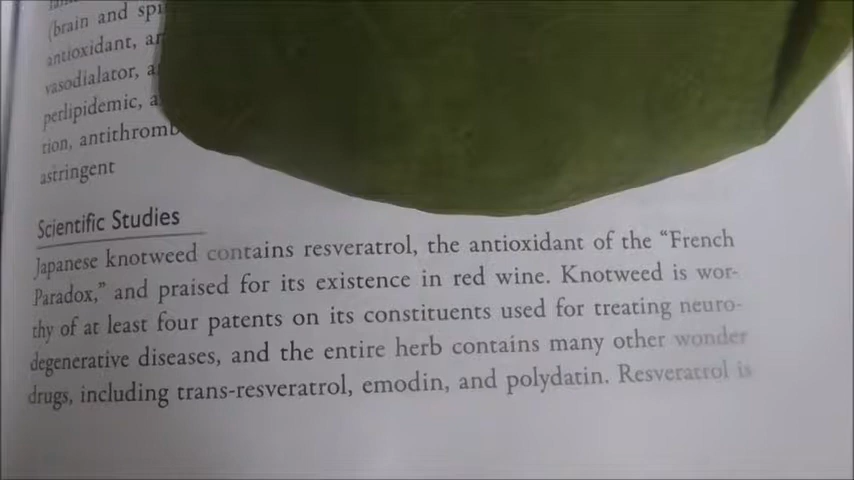 (brain and
antioxidant,
vasodialator,
perlipidemic,
tion,
astringent
Scientific Studies
Japanese knotweed contains resveratrol, the antioxidant of the “French
Paradox,” and praised for its existence in red wine. Knotweed is wor-
thy of at least four patents on its constituents used for treating neuro-
degenerative diseases, and the entire herb contains many other wonder
drugs, including trans-resveratrol, emodin, and polydatin. Resveratrol is